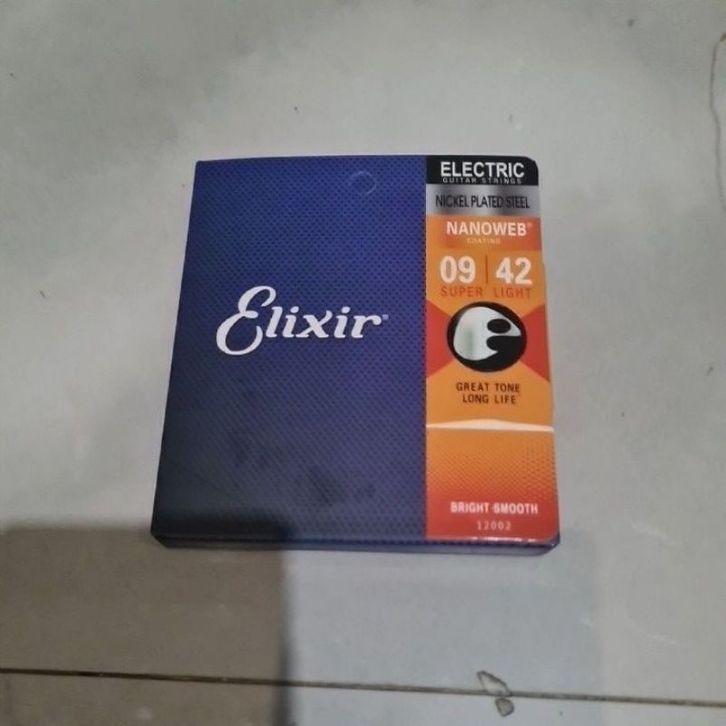 ELECTRIC
GUITAR STRINGS
NICKEL PLATED STEEL
NANOWEB®
COATING
09 | 42
SUPER LIGHT
Elixir®
GREAT TONE
LONG LIFE
BRIGHT·SMOOTH
12002